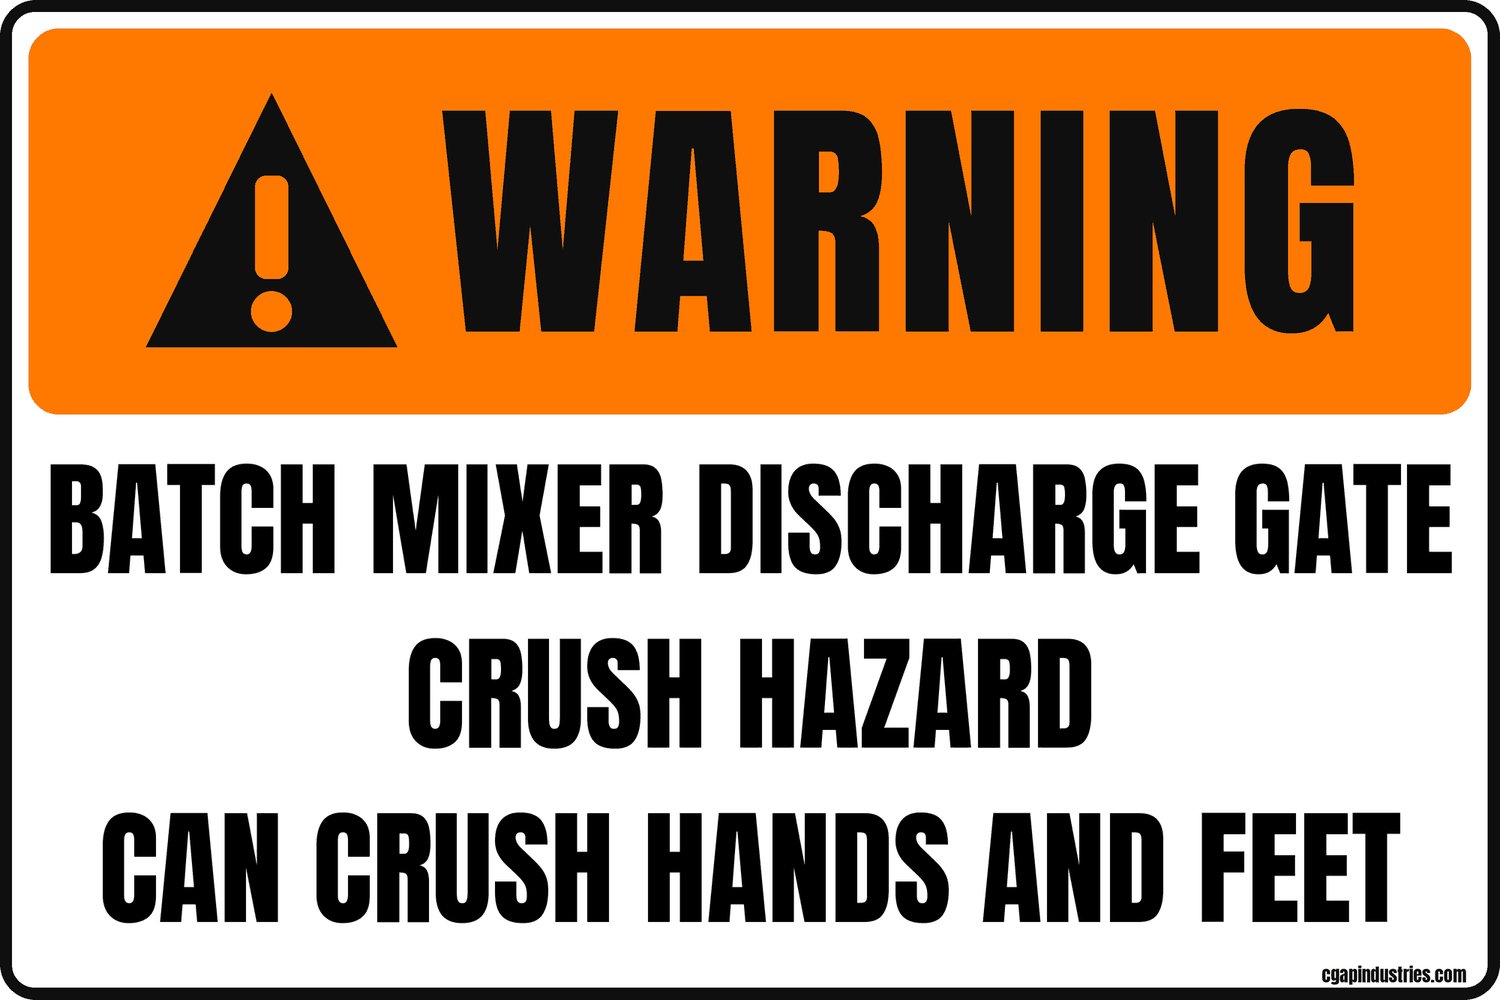 WARNING
BATCH MIXER DISCHARGE GATE
CRUSH HAZARD
CAN CRUSH HANDS AND FEET
cgapindustries.com